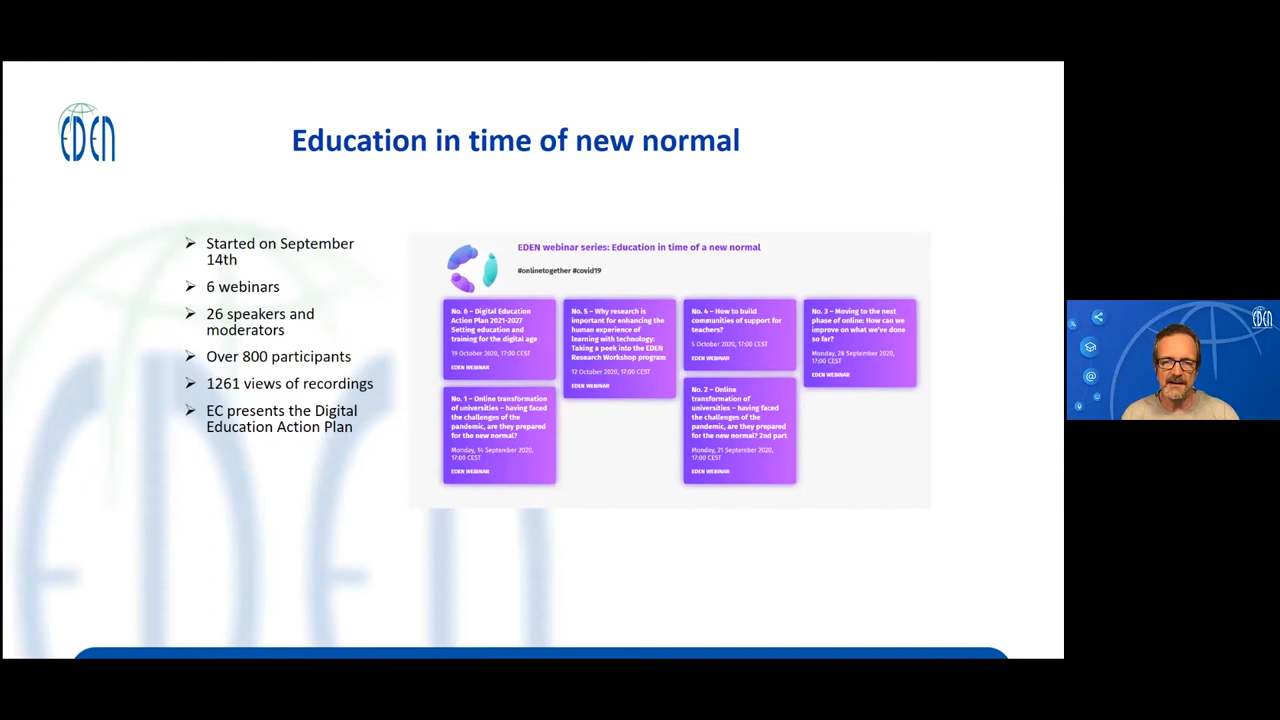 EDEN
Education in time of new normal
Started on September
14th
6 webinars
26 speakers and
moderators
Over 800 participants
1261 views of recordings
EC presents the Digital
Education Action Plan
EDEN webinar series: Education in time of a new normal
#onlinetogether #covid19
No. 6 – Digital Education
Action Plan 2021-2027
Setting education and
training for the digital age
19 October 2020, 17:00 CEST
EDEN WEBINAR
No. 5 – Why research is
important for enhancing the
human experience of
learning with technology:
Taking a peek into the EDEN
Research Workshop program
12 October 2020, 17:00 CEST
EDEN WEBINAR
No. 4 – How to build
communities of support for
teachers?
5 October 2020, 17:00 CEST
EDEN WEBINAR
No. 3 – Moving to the next
phase of online: How can we
improve on what we've done
so far?
Monday, 28 September 2020,
17:00 CEST
EDEN WEBINAR
No. 1 – Online transformation
of universities – having faced
the challenges of the
pandemic, are they prepared
for the new normal?
Monday, 14 September 2020,
17:00 CEST
EDEN WEBINAR
No. 2 – Online
transformation of
universities – having faced
the challenges of the
pandemic, are they prepared
for the new normal? 2nd part
Monday, 21 September 2020,
17:00 CEST
EDEN WEBINAR
EDEN
EDEN